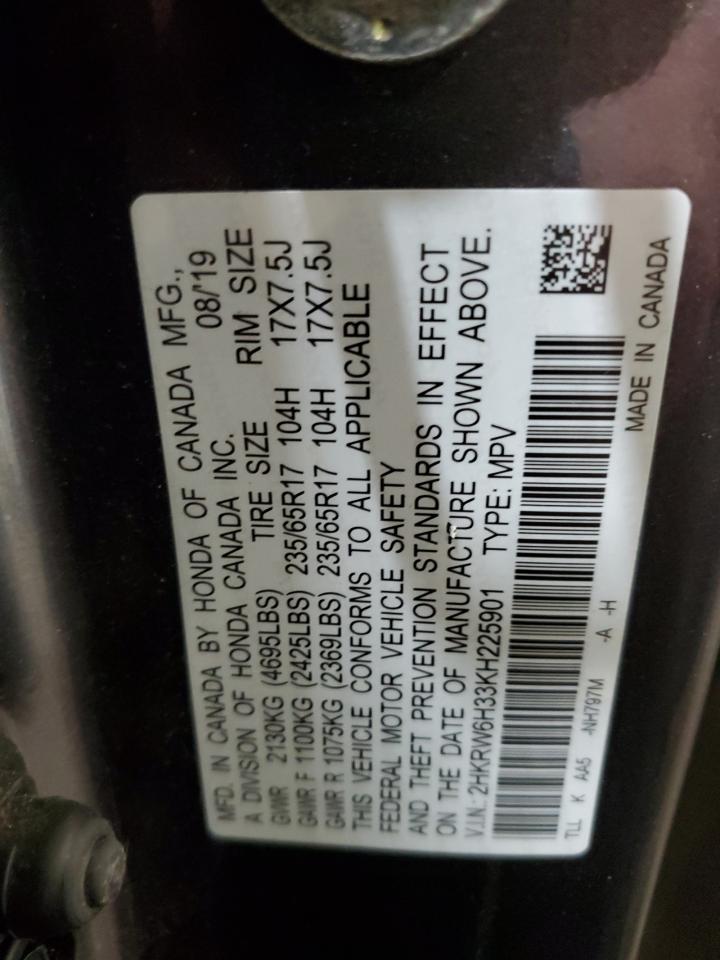 MFD. IN CANADA BY HONDA OF CANADA MFG.,
A DIVISION OF HONDA CANADA INC. 08/'19
GVWR 2130KG (4695LBS) TIRE SIZE RIM SIZE
GAWR F 1100KG (2425LBS) 235/65R17 104H 17X7.5J
GAWR R 1075KG (2369LBS) 235/65R17 104H 17X7.5J
THIS VEHICLE CONFORMS TO ALL APPLICABLE
FEDERAL MOTOR VEHICLE SAFETY
AND THEFT PREVENTION STANDARDS IN EFFECT
ON THE DATE OF MANUFACTURE SHOWN ABOVE.
V.I.N.: 2HKRW6H33KH225901 TYPE: MPV
TLL K AA5 -NH797M -A -H MADE IN CANADA